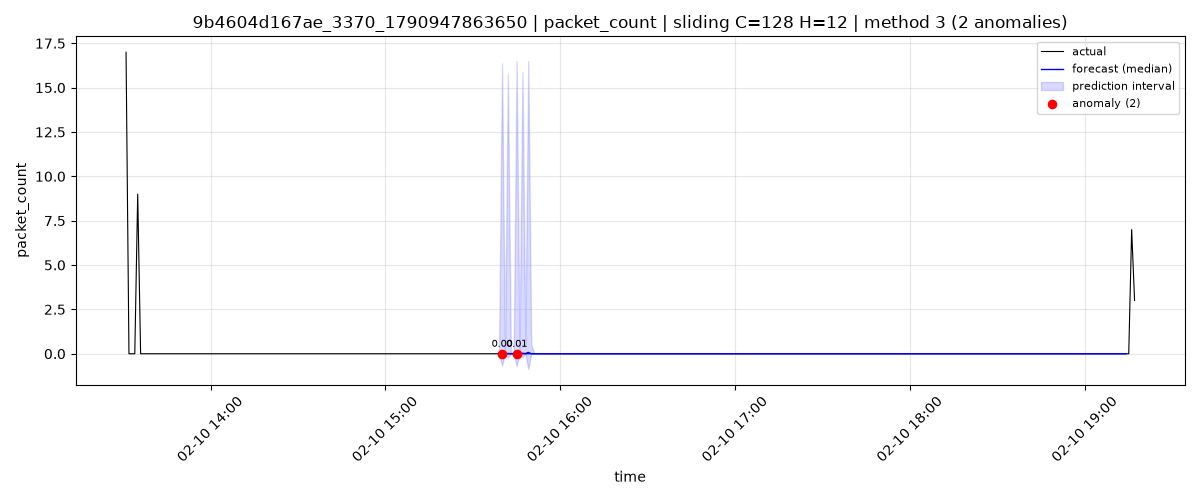 9b4604d167ae_3370_1790947863650 | packet_count | sliding C=128 H=12 | method 3 (2 anomalies)
actual
forecast (median)
prediction interval
anomaly (2)
packet_count
17.5
15.0
12.5
10.0
7.5
5.0
2.5
0.0
02-10 14:00
02-10 15:00
02-10 16:00
02-10 17:00
02-10 18:00
02-10 19:00
time